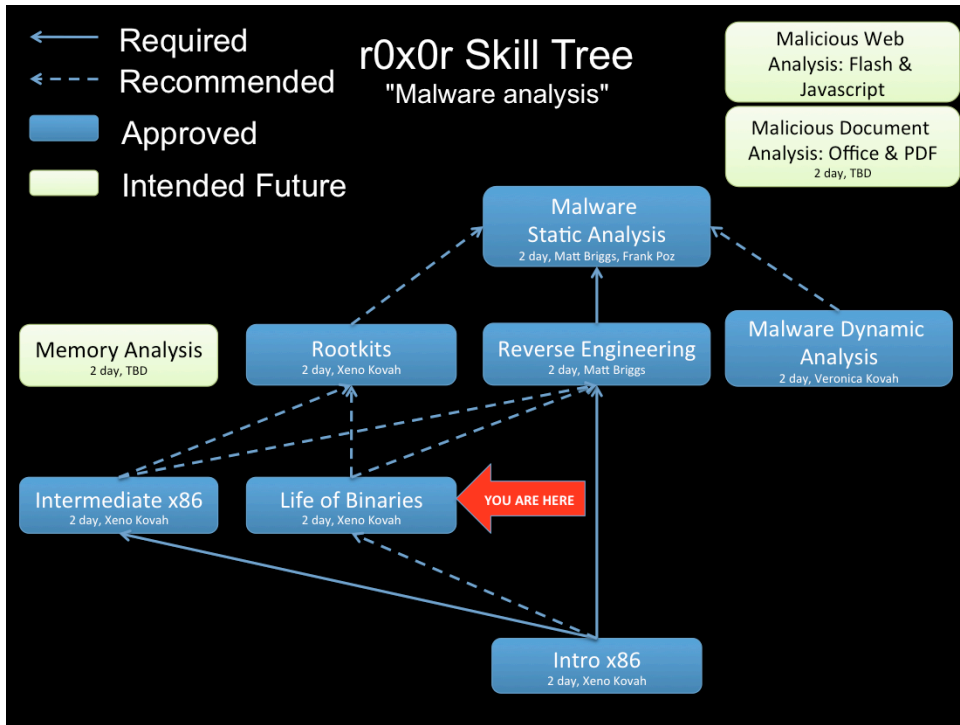 Required
Recommended
Approved
Intended Future
r0x0r Skill Tree
"Malware analysis"
Malicious Web
Analysis: Flash &
Javascript
Malicious Document
Analysis: Office & PDF
2 day, TBD
Malware
Static Analysis
2 day, Matt Briggs, Frank Poz
Memory Analysis
2 day, TBD
Rootkits
2 day, Xeno Kovah
Reverse Engineering
2 day, Matt Briggs
Malware Dynamic
Analysis
2 day, Veronica Kovah
Intermediate x86
2 day, Xeno Kovah
Life of Binaries
2 day, Xeno Kovah
YOU ARE HERE
Intro x86
2 day, Xeno Kovah